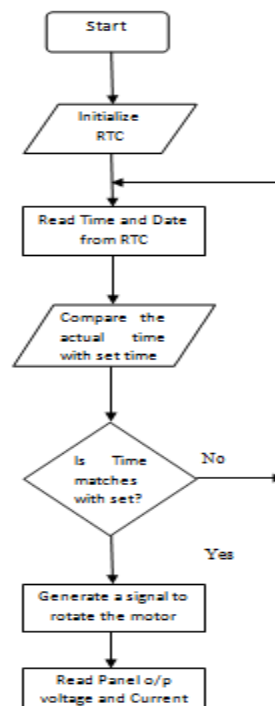 Start
Initialize
RTC
Read Time and Date
from RTC
Compare the
actual time
with set time
Is Time
matches
with set?
No
Yes
Generate a signal to
rotate the motor
Read Panel o/p
voltage and Current